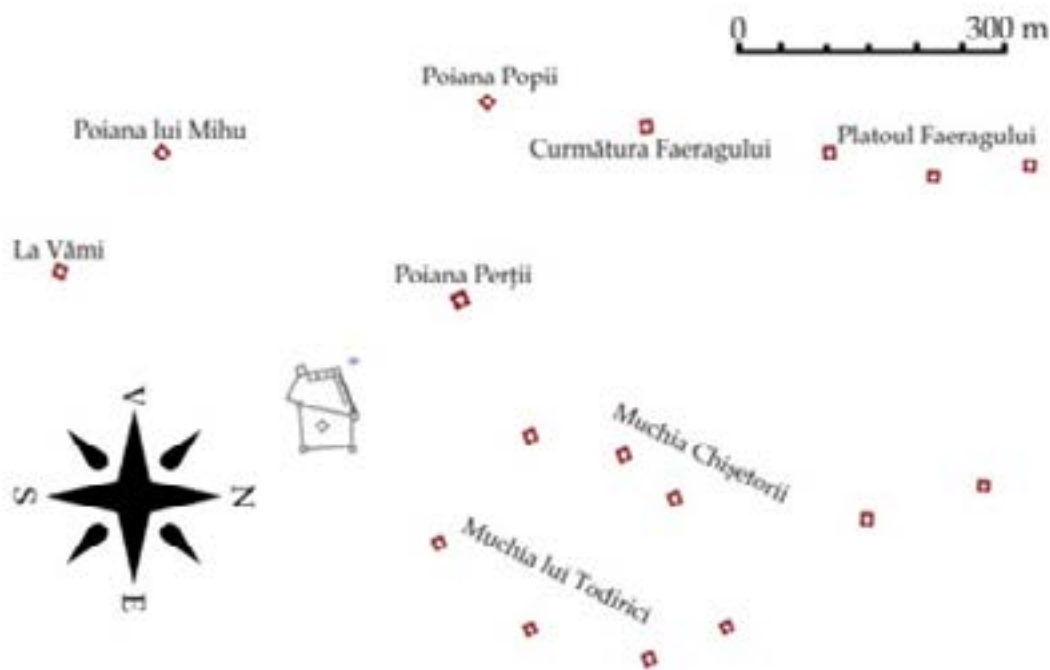 0 300 m
Poiana Popii
Poiana lui Mihu
Curmătura Faeragului
Platoul Faeragului
La Vămi
Poiana Perții
V
S
N
E
Muchia Chișetorii
Muchia lui Todirici